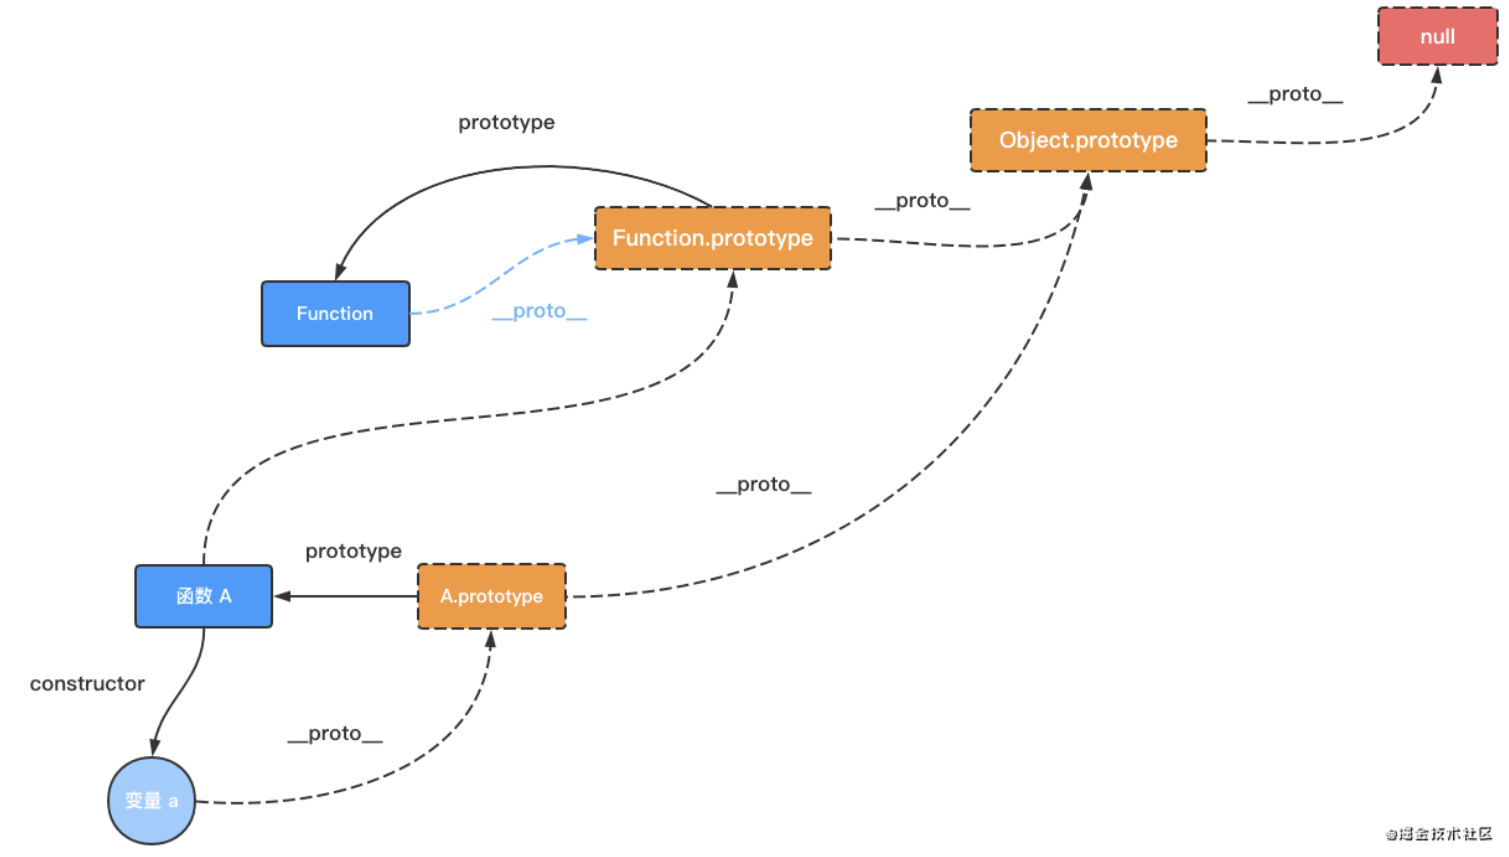 null
__proto__
prototype
Object.prototype
__proto__
Function.prototype
Function
__proto__
__proto__
prototype
函数 A
A.prototype
constructor
__proto__
变量 a
@掘金技术社区